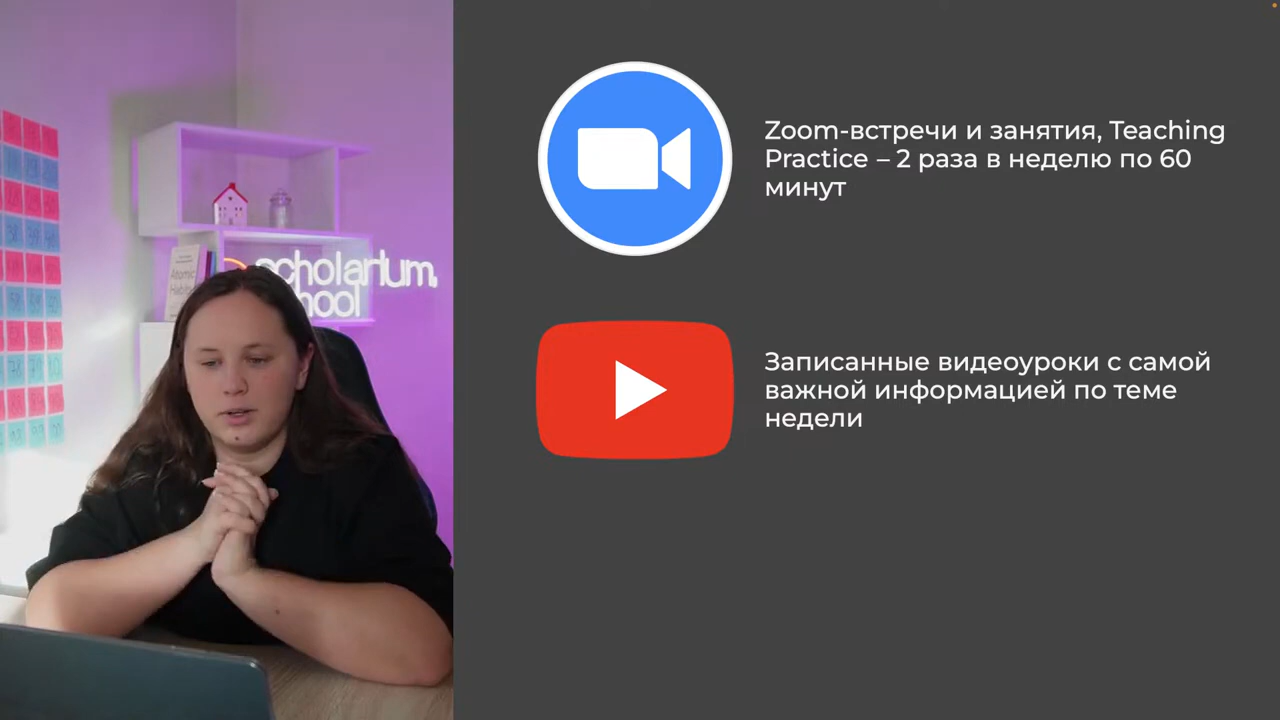 Zoom-встречи и занятия, Teaching
Practice – 2 раза в неделю по 60
минут
Записанные видеоуроки с самой
важной информацией по теме
недели
scholarium.
Atomic